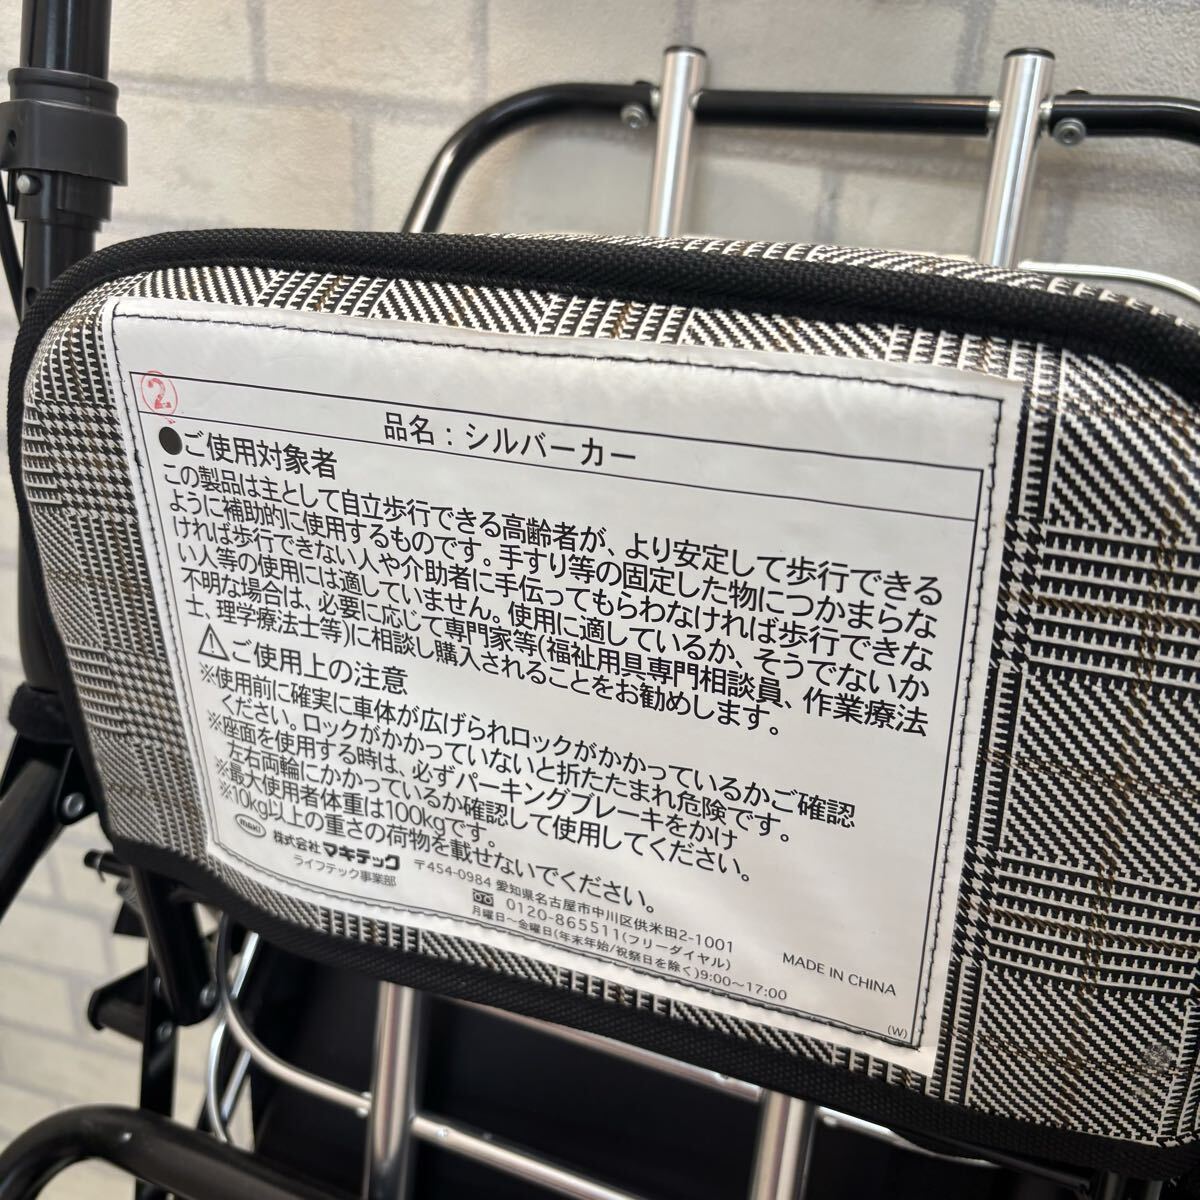 ②
品名：シルバーカー
●ご使用対象者
この製品は主として自立歩行できる高齢者が、より安定して歩行できる
ように補助的に使用するものです。手すり等の固定した物につかまらな
ければ歩行できない人や介助者に手伝ってもらわなければ歩行できな
い人等の使用には適していません。使用に適しているか、そうでないか
不明な場合は、必要に応じて専門家等(福祉用具専門相談員、作業療法
士、理学療法士等)に相談し購入されることをお勧めします。
⚠ご使用上の注意
※使用前に確実に車体が広げられロックがかかっているかご確認
ください。ロックがかかっていないと折たたまれ危険です。
※座面を使用する時は、必ずパーキングブレーキをかけ
左右両輪にかかっているか確認して使用してください。
※最大使用者体重は100kgです。
※10kg以上の重さの荷物を載せないでください。
maki 株式会社マキテック
ライフテック事業部
〒454-0984 愛知県名古屋市中川区供米田2-1001
0120-865511(フリーダイヤル)
月曜日～金曜日(年末年始/祝祭日を除く)9:00～17:00
MADE IN CHINA
(W)